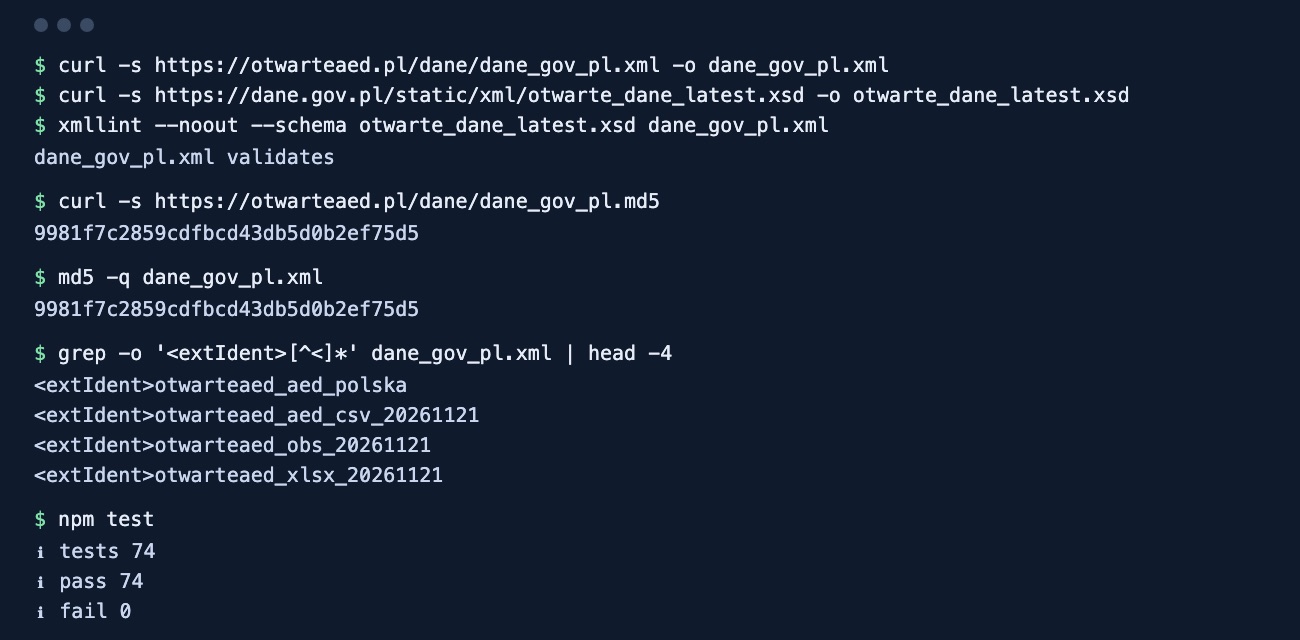 $ curl -s https://otwarteaed.pl/dane/dane_gov_pl.xml -o dane_gov_pl.xml
$ curl -s https://dane.gov.pl/static/xml/otwarte_dane_latest.xsd -o otwarte_dane_latest.xsd
$ xmllint --noout --schema otwarte_dane_latest.xsd dane_gov_pl.xml
dane_gov_pl.xml validates
$ curl -s https://otwarteaed.pl/dane/dane_gov_pl.md5
9981f7c2859cdfbcd43db5d0b2ef75d5
$ md5 -q dane_gov_pl.xml
9981f7c2859cdfbcd43db5d0b2ef75d5
$ grep -o '<extIdent>[^<]*' dane_gov_pl.xml | head -4
<extIdent>otwarteaed_aed_polska
<extIdent>otwarteaed_aed_csv_20261121
<extIdent>otwarteaed_obs_20261121
<extIdent>otwarteaed_xlsx_20261121
$ npm test
ℹ tests 74
ℹ pass 74
ℹ fail 0